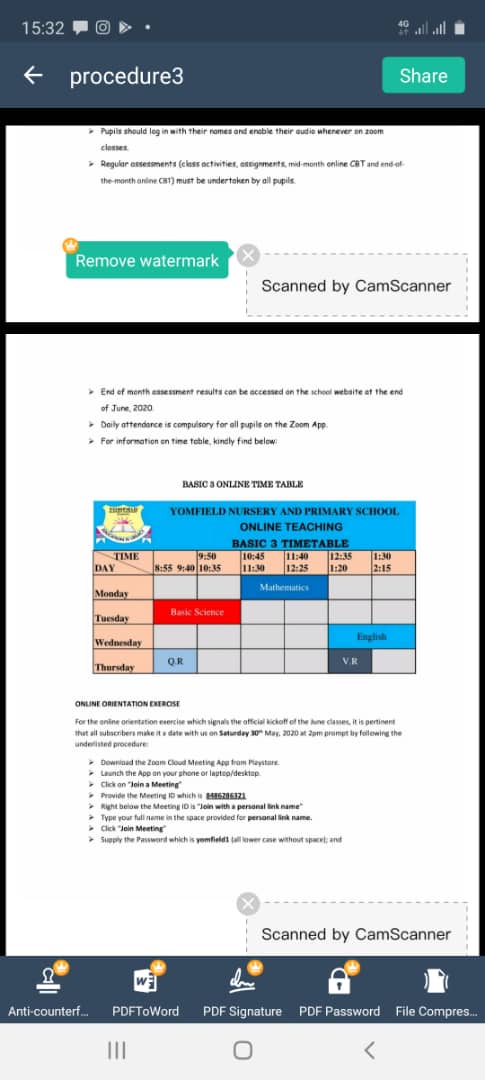 15:32
4G
procedure3
Share
➢ Pupils should log in with their names and enable their audio whenever on zoom
classes.
➢ Regular assessments (class activities, assignments, mid-month online CBT and end-of-
the-month online CBT) must be undertaken by all pupils.
Remove watermark
Scanned by CamScanner
➢ End of month assessment results can be accessed on the school website at the end
of June, 2020.
➢ Daily attendance is compulsory for all pupils on the Zoom App.
➢ For information on time table, kindly find below:
BASIC 3 ONLINE TIME TABLE
YOMFIELD
YOMFIELD NURSERY AND PRIMARY SCHOOL
ONLINE TEACHING
BASIC 3 TIMETABLE
TIME 9:50 10:45 11:40 12:35 1:30
DAY 8:55 9:40 10:35 11:30 12:25 1:20 2:15
Mathematics
Monday
Basic Science
Tuesday
English
Wednesday
Q.R V.R
Thursday
ONLINE ORIENTATION EXERCISE
For the online orientation exercise which signals the official kickoff of the June classes, it is pertinent
that all subscribers make it a date with us on Saturday 30th May, 2020 at 2pm prompt by following the
underlisted procedure:
➢ Download the Zoom Cloud Meeting App from Playstore.
➢ Launch the App on your phone or laptop/desktop.
➢ Click on "Join a Meeting"
➢ Provide the Meeting ID which is 8486286321
➢ Right below the Meeting ID is "Join with a personal link name"
➢ Type your full name in the space provided for personal link name.
➢ Click "Join Meeting"
➢ Supply the Password which is yomfield1 (all lower case without space); and
Scanned by CamScanner
Anti-counterf...
PDFToWord
PDF Signature
PDF Password
File Compres...